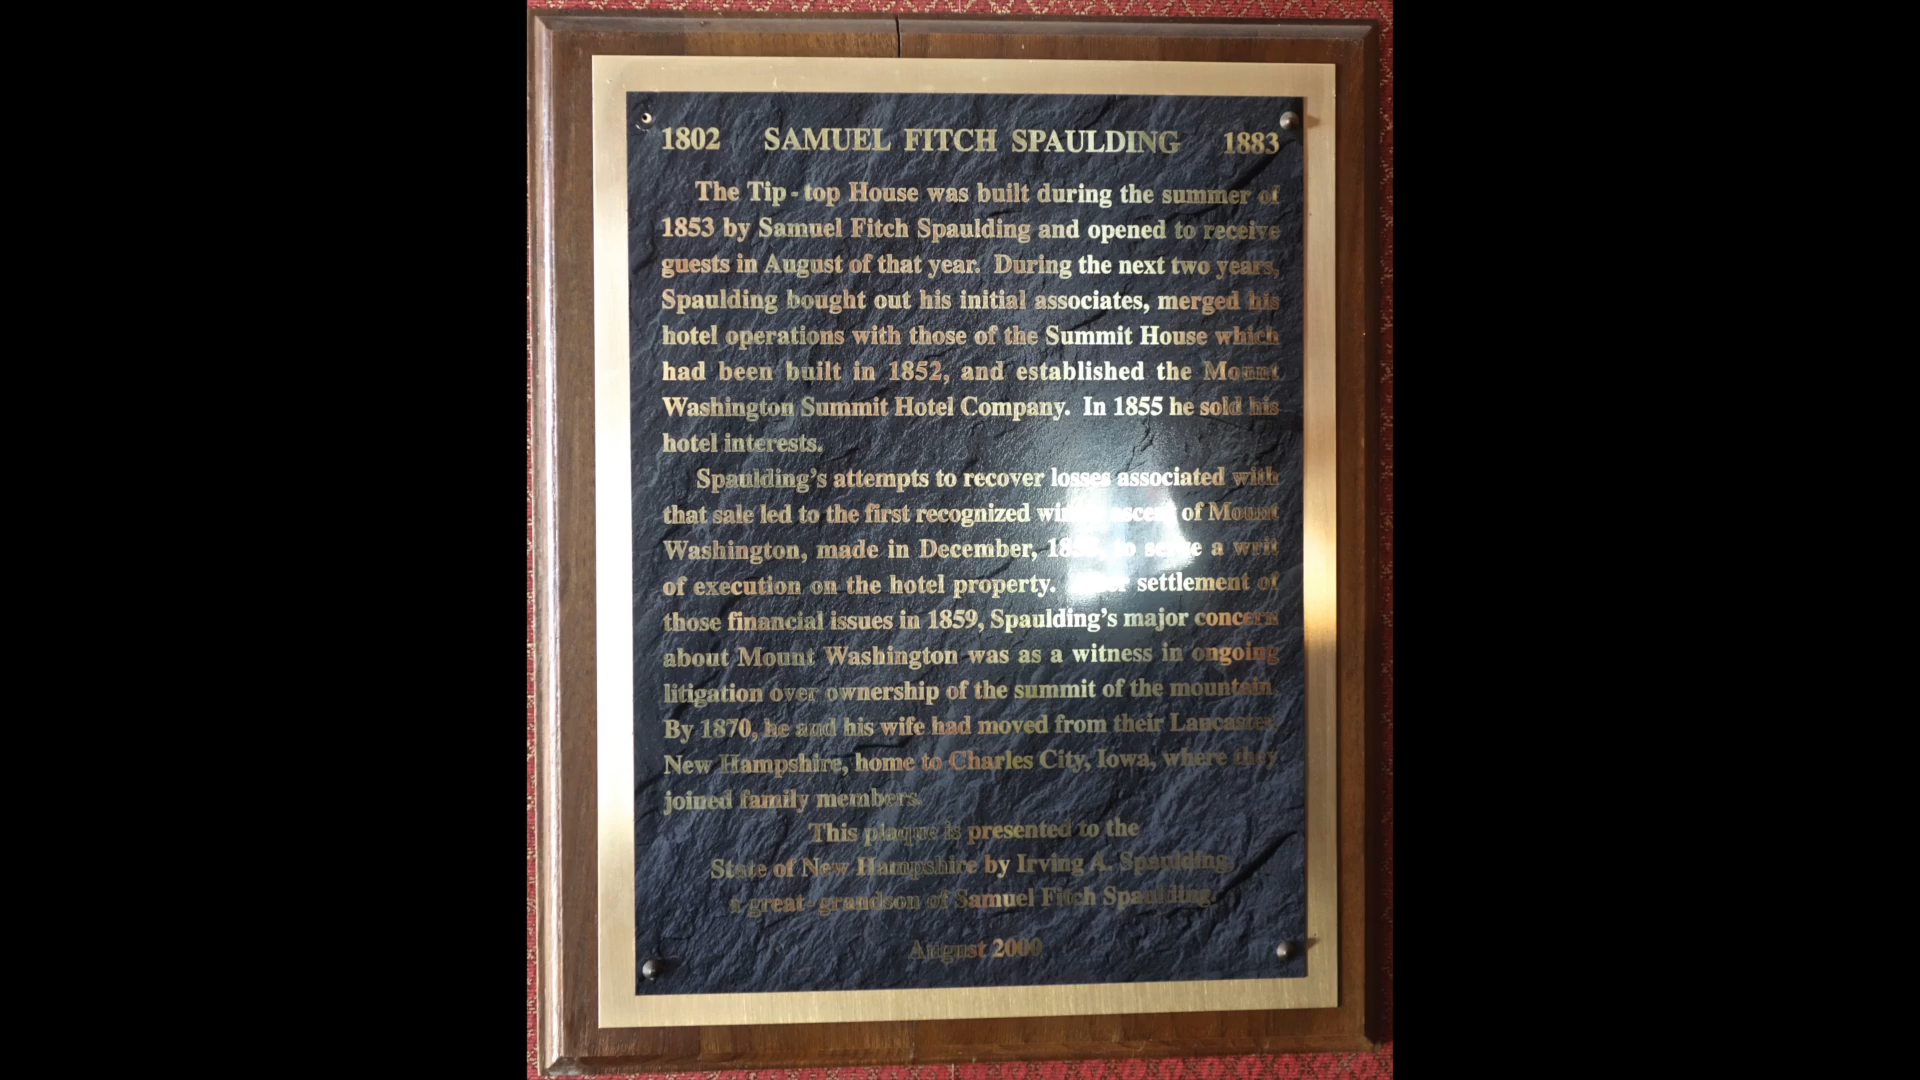 1802 SAMUEL FITCH SPAULDING 1883
The Tip-top House was built during the summer of
1853 by Samuel Fitch Spaulding and opened to receive
guests in August of that year. During the next two years,
Spaulding bought out his initial associates, merged his
hotel operations with those of the Summit House which
had been built in 1852, and established the Mount
Washington Summit Hotel Company. In 1855 he sold his
hotel interests.
Spaulding's attempts to recover losses associated with
that sale led to the first recognized winter ascent of Mount
Washington, made in December, to serve a writ
of execution on the hotel property. settlement of
those financial issues in 1859, Spaulding's major concern
about Mount Washington was as a witness in ongoing
litigation over ownership of the summit of the mountain.
By 1870, he and his wife had moved from their Lancaster,
New Hampshire, home to Charles City, Iowa, where they
joined family members.
This plaque is presented to the
State of New Hampshire by Irving A. Spaulding,
a great-grandson of Samuel Fitch Spaulding.
August 2000